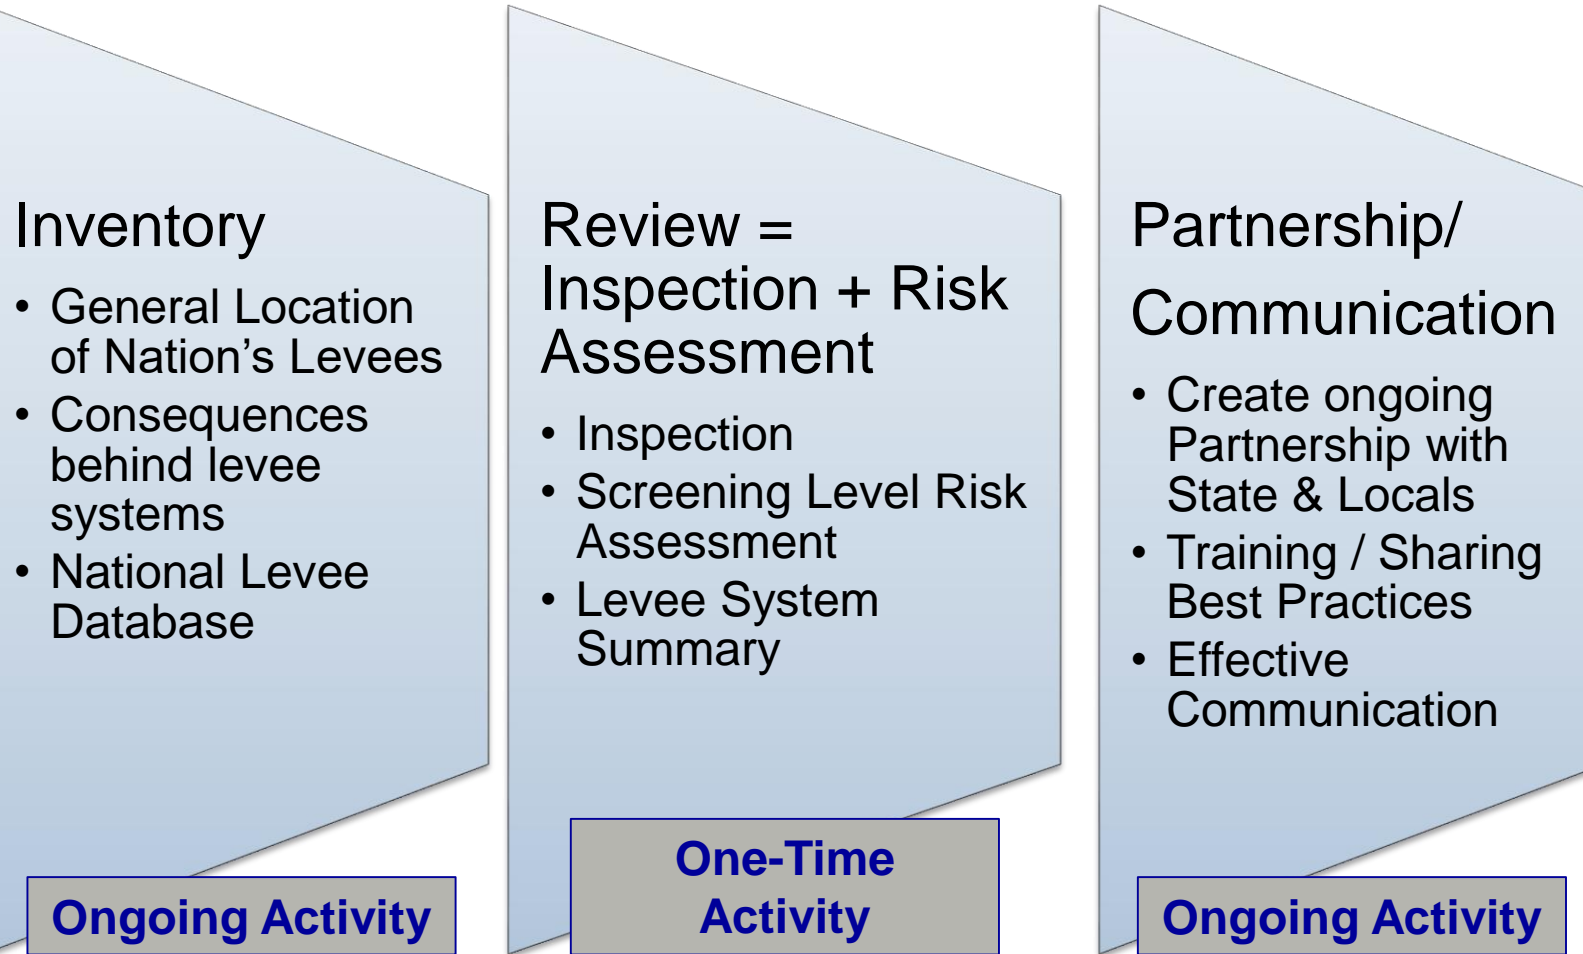 Inventory
• General Location
of Nation’s Levees
• Consequences
behind levee
systems
• National Levee
Database
Ongoing Activity
Review =
Inspection + Risk
Assessment
• Inspection
• Screening Level Risk
Assessment
• Levee System
Summary
One-Time
Activity
Partnership/
Communication
• Create ongoing
Partnership with
State & Locals
• Training / Sharing
Best Practices
• Effective
Communication
Ongoing Activity